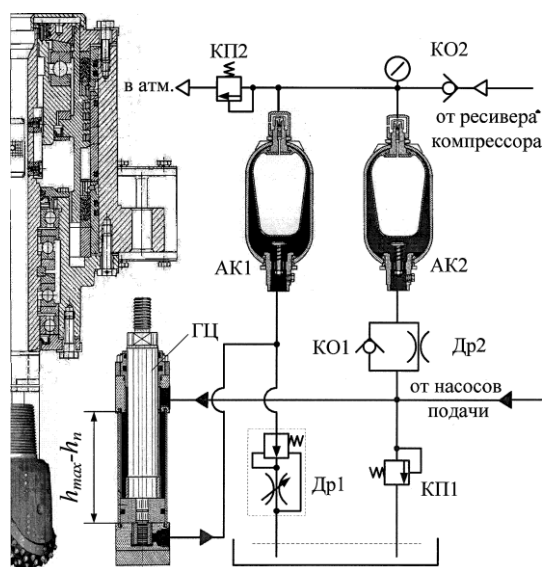 КП2
КО2
в атм.
от ресивера
компрессора
АК1
АК2
ГЦ
КО1
Др2
от насосов
подачи
hmax-hn
Др1
КП1